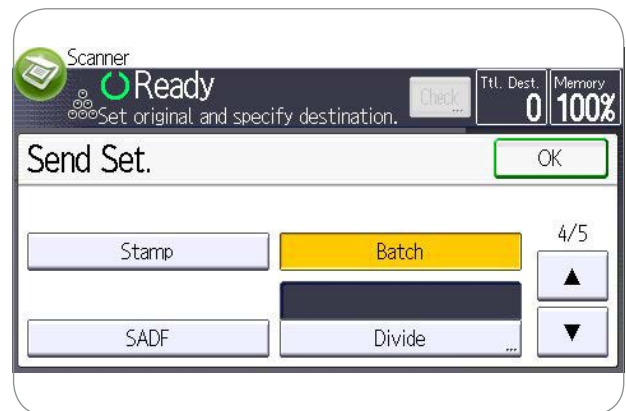 Scanner
Ready
Set original and specify destination.
Check...
Ttl. Dest.
0
Memory
100%
Send Set.
OK
Stamp
Batch
4/5
▲
SADF
Divide
...
▼